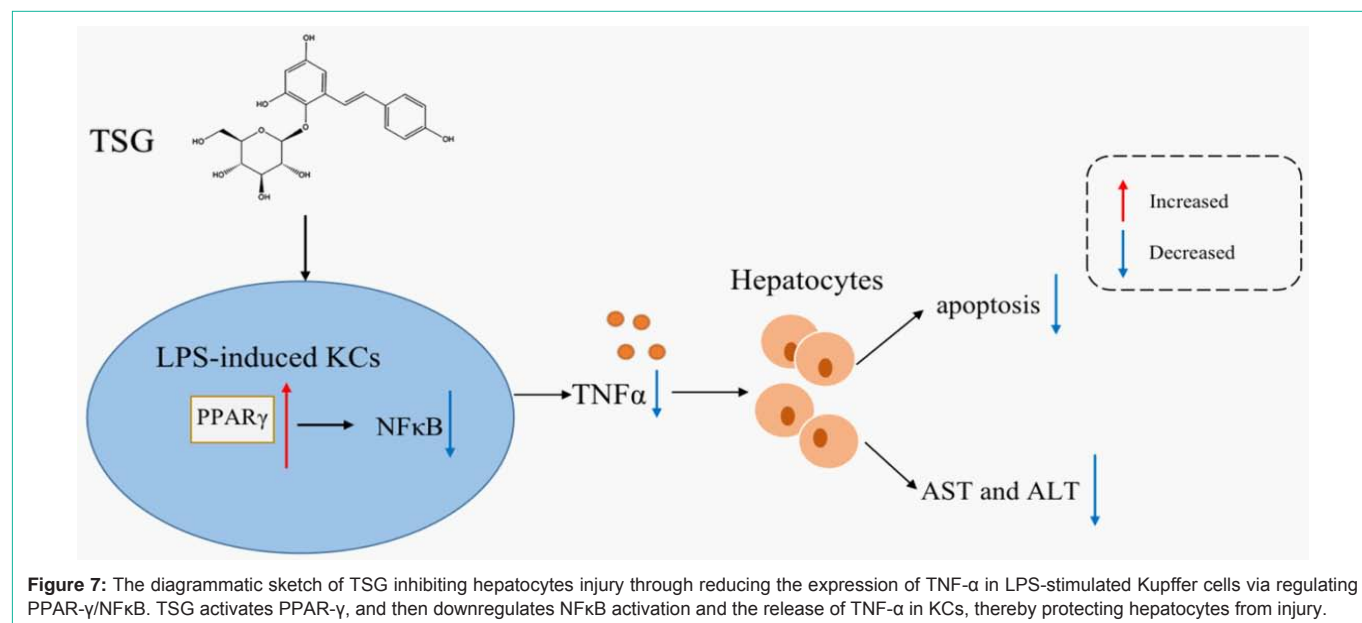 OH
HO
O
OH
TSG
HO
O
HO
OH
OH
Increased
Decreased
Hepatocytes
apoptosis
LPS-induced KCs
PPARγ
NFκB
TNFα
AST and ALT
Figure 7: The diagrammatic sketch of TSG inhibiting hepatocytes injury through reducing the expression of TNF-α in LPS-stimulated Kupffer cells via regulating
PPAR-γ/NFκB. TSG activates PPAR-γ, and then downregulates NFκB activation and the release of TNF-α in KCs, thereby protecting hepatocytes from injury.